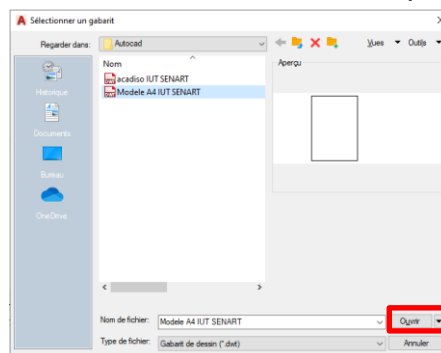 Sélectionner un gabarit
Regarder dans: Autocad Vues Outils
Nom Aperçu
acadiso IUT SENART
Modele A4 IUT SENART
Historique
Documents
Bureau
OneDrive
Nom de fichier: Modele A4 IUT SENART Ouvrir
Type de fichier: Gabarit de dessin (*.dwt) Annuler